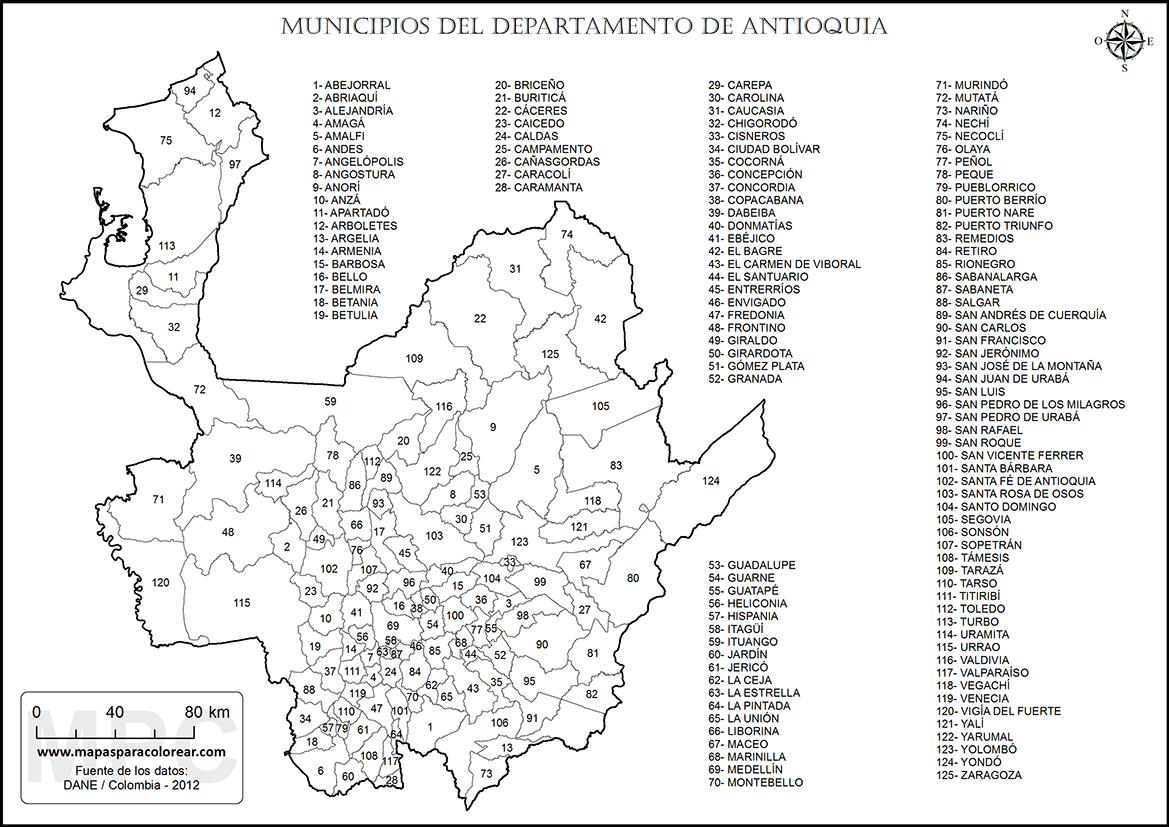 MUNICIPIOS DEL DEPARTAMENTO DE ANTIOQUIA
N
O
E
S
1- ABEJORRAL
2- ABRIAQUÍ
3- ALEJANDRÍA
4- AMAGÁ
5- AMALFI
6- ANDES
7- ANGELÓPOLIS
8- ANGOSTURA
9- ANORÍ
10- ANZÁ
11- APARTADÓ
12- ARBOLETES
13- ARGELIA
14- ARMENIA
15- BARBOSA
16- BELLO
17- BELMIRA
18- BETANIA
19- BETULIA
20- BRICEÑO
21- BURITICÁ
22- CÁCERES
23- CAICEDO
24- CALDAS
25- CAMPAMENTO
26- CAÑASGORDAS
27- CARACOLÍ
28- CARAMANTA
29- CAREPA
30- CAROLINA
31- CAUCASIA
32- CHIGORODÓ
33- CISNEROS
34- CIUDAD BOLÍVAR
35- COCORNÁ
36- CONCEPCIÓN
37- CONCORDIA
38- COPACABANA
39- DABEIBA
40- DONMATÍAS
41- EBÉJICO
42- EL BAGRE
43- EL CARMEN DE VIBORAL
44- EL SANTUARIO
45- ENTRERRÍOS
46- ENVIGADO
47- FREDONIA
48- FRONTINO
49- GIRALDO
50- GIRARDOTA
51- GÓMEZ PLATA
52- GRANADA
53- GUADALUPE
54- GUARNE
55- GUATAPÉ
56- HELICONIA
57- HISPANIA
58- ITAGÜÍ
59- ITUANGO
60- JARDÍN
61- JERICÓ
62- LA CEJA
63- LA ESTRELLA
64- LA PINTADA
65- LA UNIÓN
66- LIBORINA
67- MACEO
68- MARINILLA
69- MEDELLÍN
70- MONTEBELLO
71- MURINDÓ
72- MUTATÁ
73- NARIÑO
74- NECHÍ
75- NECOCLÍ
76- OLAYA
77- PEÑOL
78- PEQUE
79- PUEBLORRICO
80- PUERTO BERRÍO
81- PUERTO NARE
82- PUERTO TRIUNFO
83- REMEDIOS
84- RETIRO
85- RIONEGRO
86- SABANALARGA
87- SABANETA
88- SALGAR
89- SAN ANDRÉS DE CUERQUÍA
90- SAN CARLOS
91- SAN FRANCISCO
92- SAN JERÓNIMO
93- SAN JOSÉ DE LA MONTAÑA
94- SAN JUAN DE URABÁ
95- SAN LUIS
96- SAN PEDRO DE LOS MILAGROS
97- SAN PEDRO DE URABÁ
98- SAN RAFAEL
99- SAN ROQUE
100- SAN VICENTE FERRER
101- SANTA BÁRBARA
102- SANTA FÉ DE ANTIOQUIA
103- SANTA ROSA DE OSOS
104- SANTO DOMINGO
105- SEGOVIA
106- SONSÓN
107- SOPETRÁN
108- TÁMESIS
109- TARAZÁ
110- TARSO
111- TITIRIBÍ
112- TOLEDO
113- TURBO
114- URAMITA
115- URRAO
116- VALDIVIA
117- VALPARAÍSO
118- VEGACHÍ
119- VENECIA
120- VIGÍA DEL FUERTE
121- YALÍ
122- YARUMAL
123- YOLOMBÓ
124- YONDÓ
125- ZARAGOZA
94
12
75
97
113
11
29
32
72
74
31
22
42
125
109
59
116
105
9
20
39
78
112
122
25
5
83
124
114
86
89
8
53
118
71
26
21
93
30
51
121
48
66
17
103
49
2
76
45
123
33
67
120
102
107
40
104
99
80
115
23
92
96
15
50
36
3
27
16
38
100
98
10
41
69
54
77
55
56
58
46
68
90
19
14
63
87
85
44
52
81
7
37
111
4
24
84
62
35
95
82
88
119
70
65
43
34
110
47
101
1
106
91
57
79
61
64
18
13
108
117
6
60
28
73
0 40 80 km
MPC
www.mapasparacolorear.com
Fuente de los datos:
DANE / Colombia - 2012